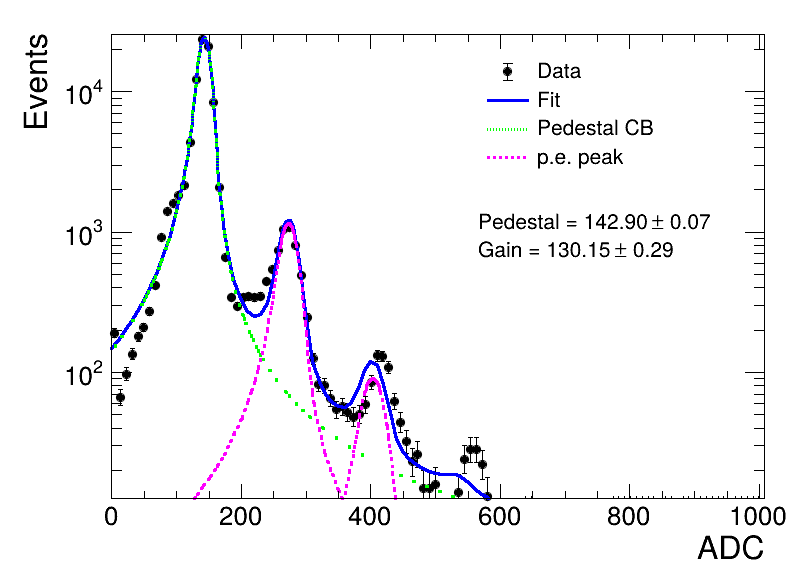 Events
10^4
10^3
10^2
Data
Fit
Pedestal CB
p.e. peak
Pedestal = 142.90 ± 0.07
Gain = 130.15 ± 0.29
0 200 400 600 800 1000
ADC